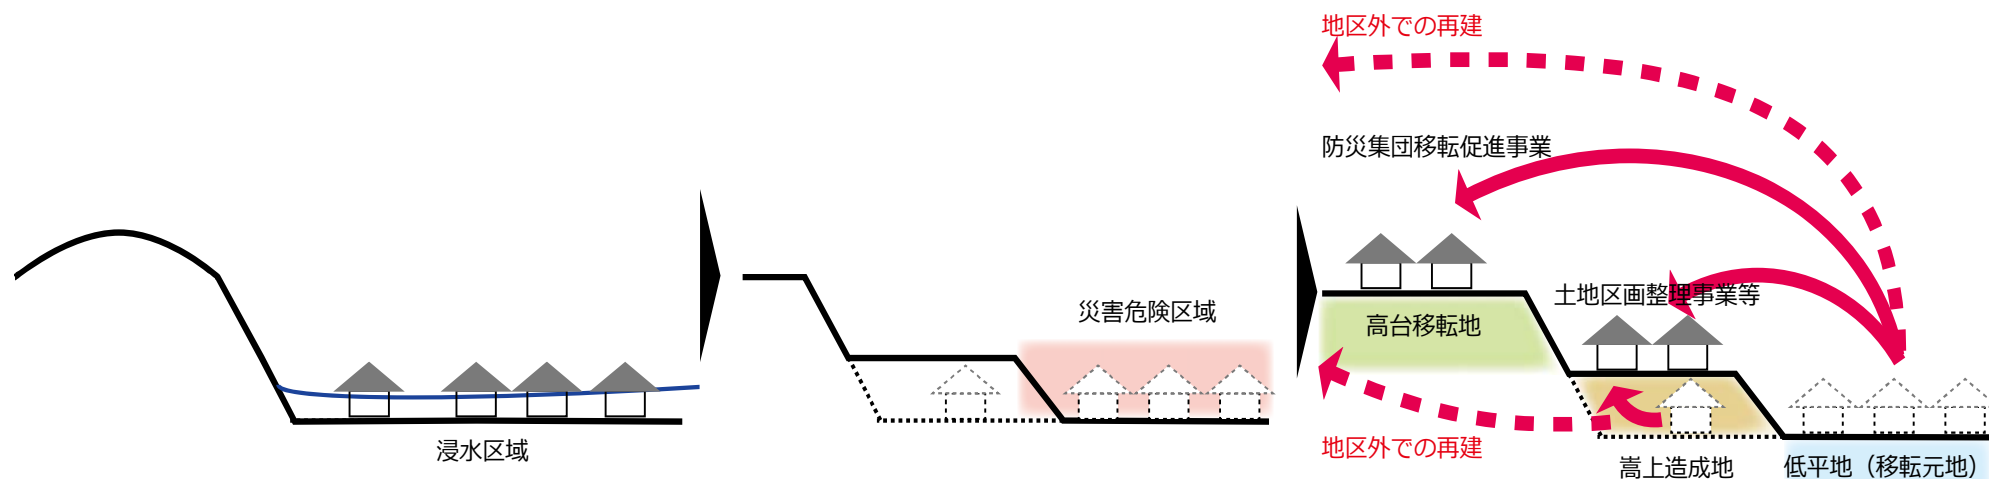 浸水区域
災害危険区域
地区外での再建
防災集団移転促進事業
土地区画整理事業等
高台移転地
地区外での再建
嵩上造成地
低平地（移転元地）